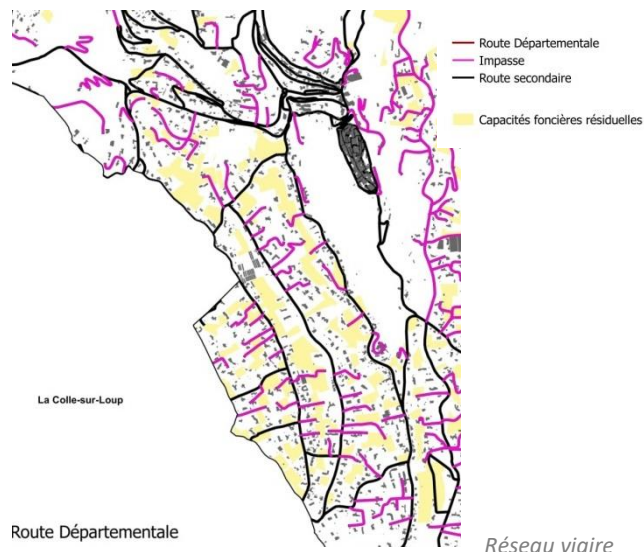 Route Départementale
Impasse
Route secondaire
Capacités foncières résiduelles
La Colle-sur-Loup
Route Départementale
Réseau viaire